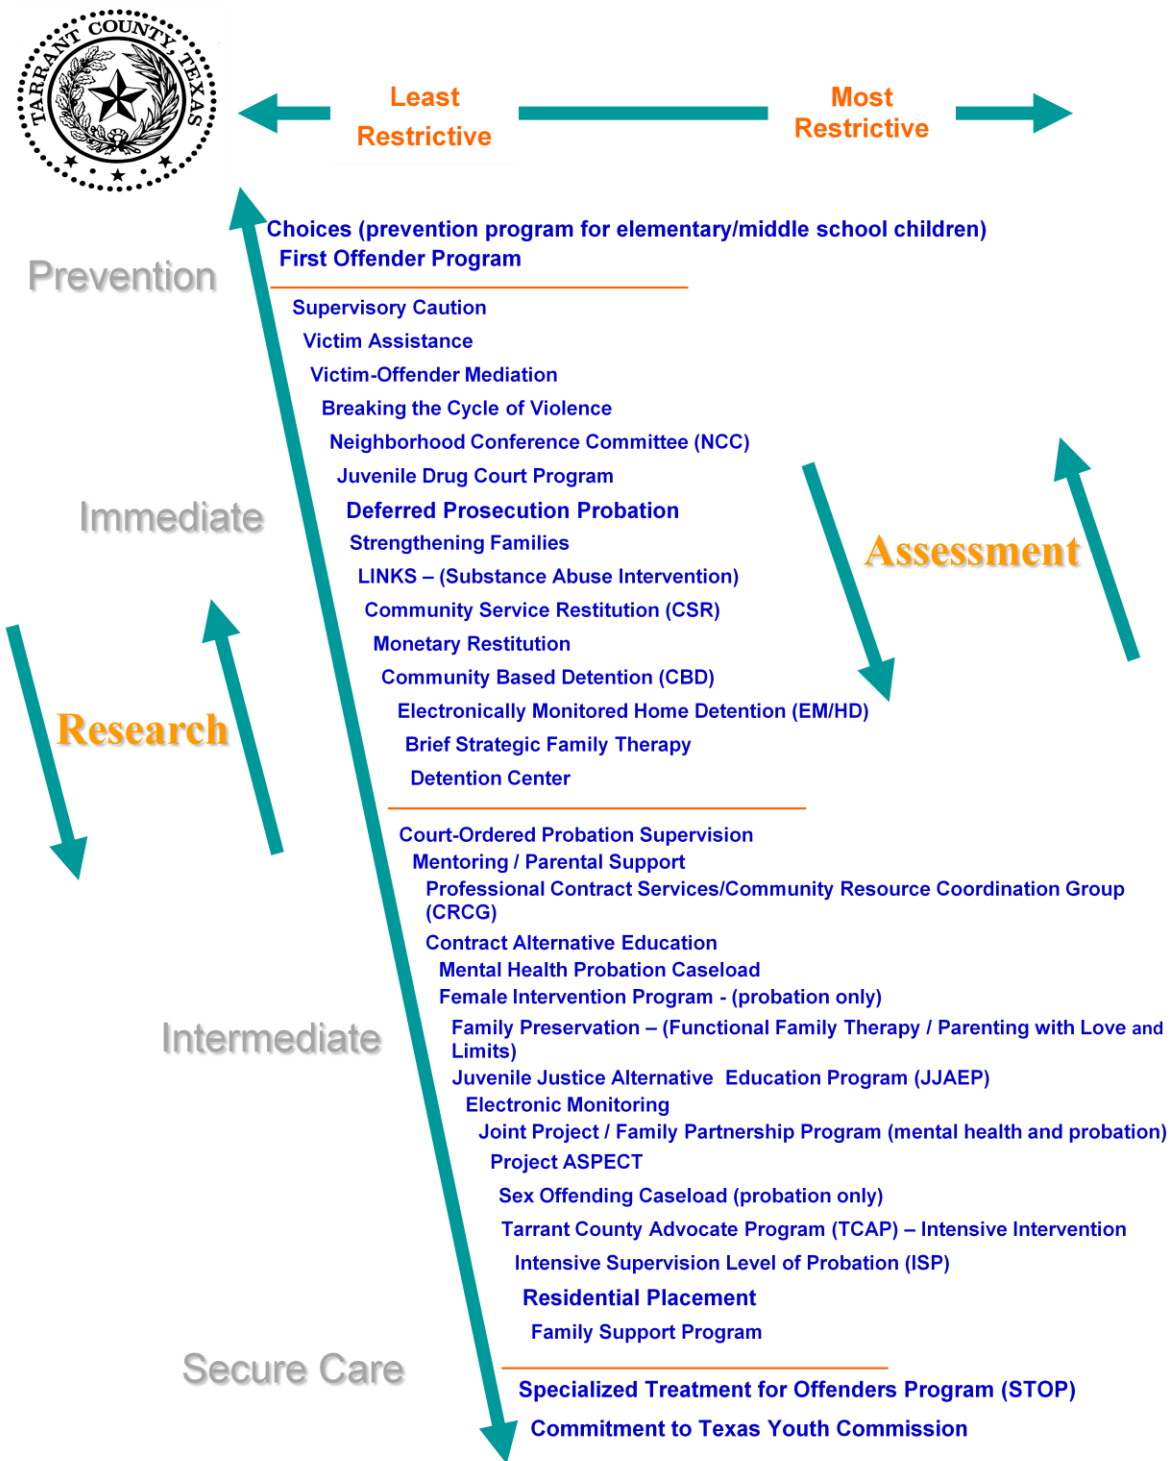 TARRANT COUNTY, TEXAS
Least
Restrictive
Most
Restrictive
Choices (prevention program for elementary/middle school children)
First Offender Program
Prevention
Supervisory Caution
Victim Assistance
Victim-Offender Mediation
Breaking the Cycle of Violence
Neighborhood Conference Committee (NCC)
Juvenile Drug Court Program
Immediate
Deferred Prosecution Probation
Strengthening Families
Assessment
LINKS – (Substance Abuse Intervention)
Community Service Restitution (CSR)
Monetary Restitution
Community Based Detention (CBD)
Electronically Monitored Home Detention (EM/HD)
Research
Brief Strategic Family Therapy
Detention Center
Court-Ordered Probation Supervision
Mentoring / Parental Support
Professional Contract Services/Community Resource Coordination Group
(CRCG)
Contract Alternative Education
Mental Health Probation Caseload
Female Intervention Program - (probation only)
Intermediate
Family Preservation – (Functional Family Therapy / Parenting with Love and
Limits)
Juvenile Justice Alternative Education Program (JJAEP)
Electronic Monitoring
Joint Project / Family Partnership Program (mental health and probation)
Project ASPECT
Sex Offending Caseload (probation only)
Tarrant County Advocate Program (TCAP) – Intensive Intervention
Intensive Supervision Level of Probation (ISP)
Residential Placement
Family Support Program
Secure Care
Specialized Treatment for Offenders Program (STOP)
Commitment to Texas Youth Commission